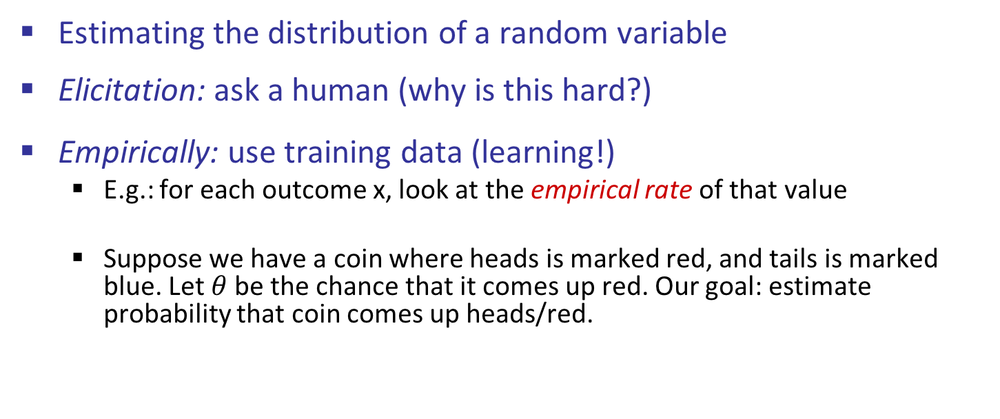 ▪ Estimating the distribution of a random variable
▪ Elicitation: ask a human (why is this hard?)
▪ Empirically: use training data (learning!)
▪ E.g.: for each outcome x, look at the empirical rate of that value
▪ Suppose we have a coin where heads is marked red, and tails is marked
blue. Let θ be the chance that it comes up red. Our goal: estimate
probability that coin comes up heads/red.